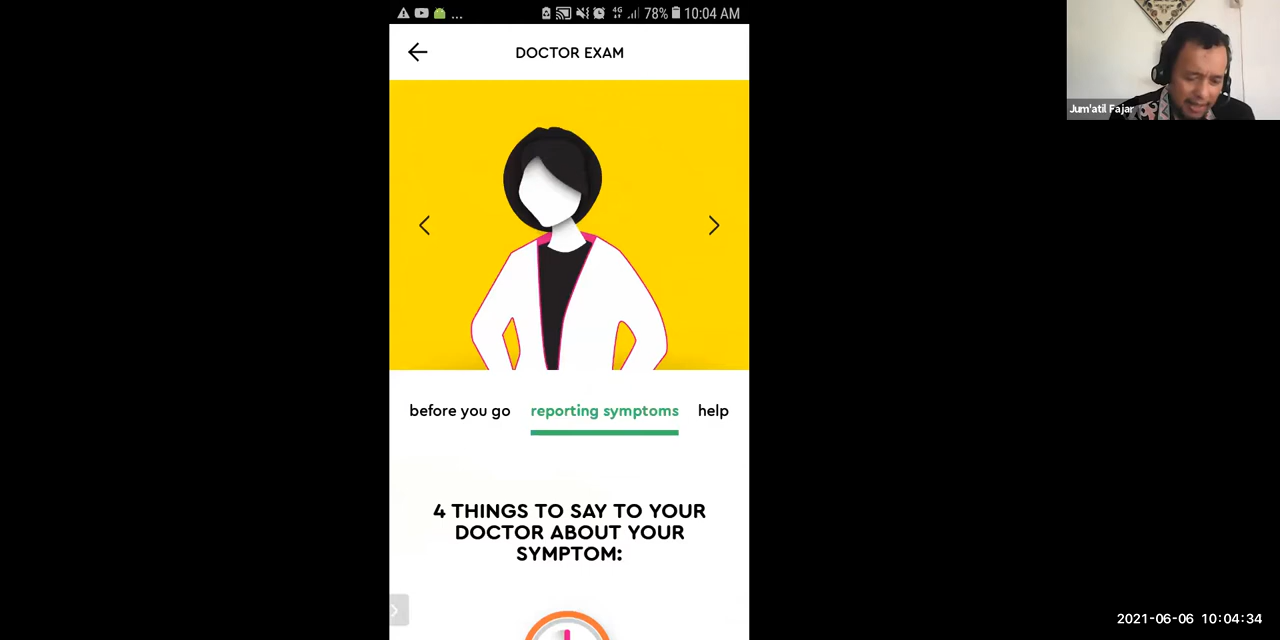 ... 4G 78% 10:04 AM
DOCTOR EXAM
Jum'atil Fajar
before you go reporting symptoms help
4 THINGS TO SAY TO YOUR
DOCTOR ABOUT YOUR
SYMPTOM:
2021-06-06 10:04:34